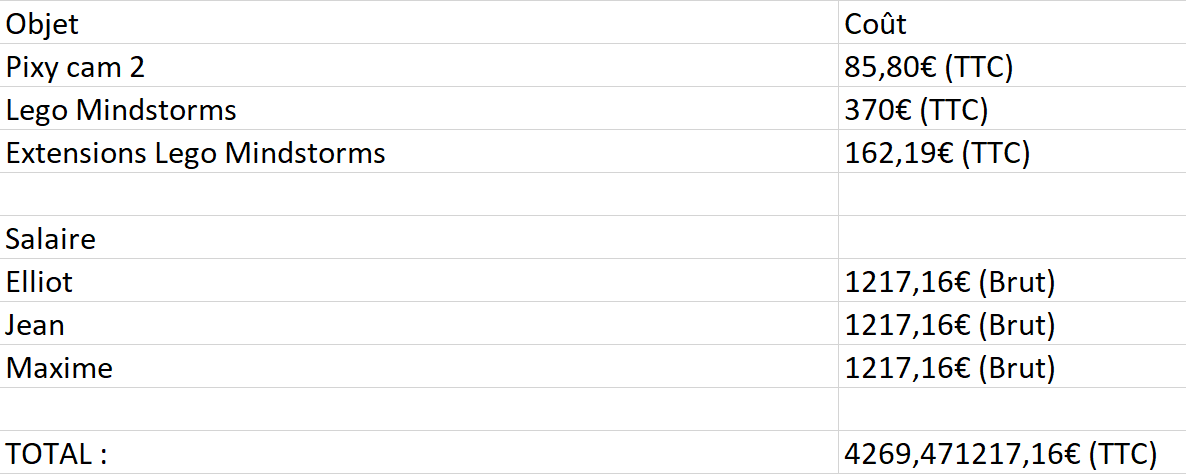 Objet Coût
Pixy cam 2 85,80€ (TTC)
Lego Mindstorms 370€ (TTC)
Extensions Lego Mindstorms 162,19€ (TTC)
Salaire
Elliot 1217,16€ (Brut)
Jean 1217,16€ (Brut)
Maxime 1217,16€ (Brut)
TOTAL : 4269,471217,16€ (TTC)